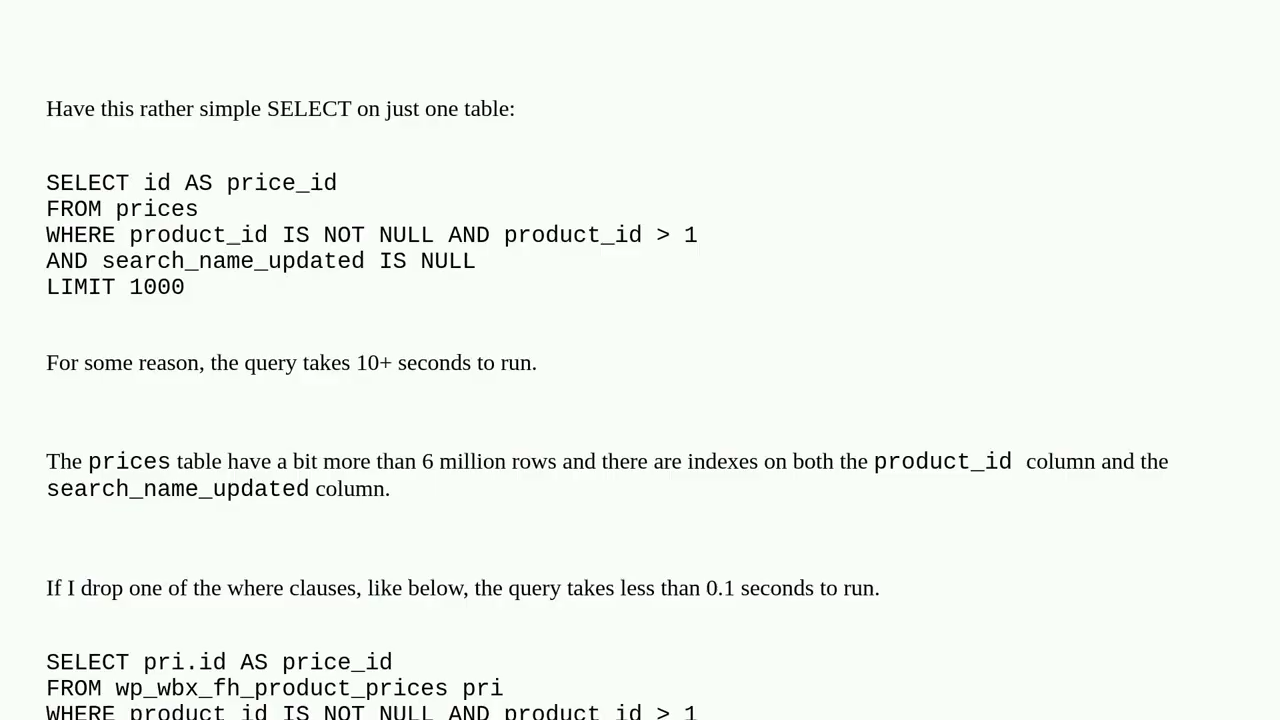 Have this rather simple SELECT on just one table:
SELECT id AS price_id
FROM prices
WHERE product_id IS NOT NULL AND product_id > 1
AND search_name_updated IS NULL
LIMIT 1000
For some reason, the query takes 10+ seconds to run.
The prices table have a bit more than 6 million rows and there are indexes on both the product_id column and the
search_name_updated column.
If I drop one of the where clauses, like below, the query takes less than 0.1 seconds to run.
SELECT pri.id AS price_id
FROM wp_wbx_fh_product_prices pri
WHERE product_id IS NOT NULL AND product_id > 1